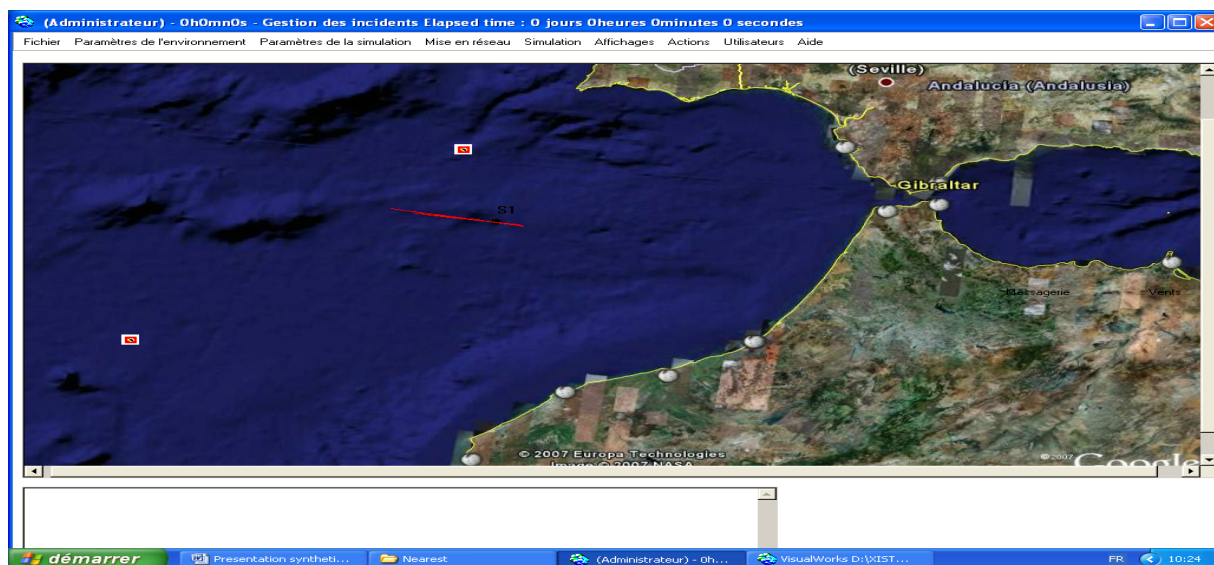 (Administrateur) - 0h0mn0s - Gestion des incidents Elapsed time : 0 jours 0heures 0minutes 0 secondes
Fichier Paramètres de l'environnement Paramètres de la simulation Mise en réseau Simulation Affichages Actions Utilisateurs Aide
(Seville)
Andalucia (Andalusia)
Gibraltar
S1
Messagerie Vents
© 2007 Europa Technologies
Image © 2007 NASA
©2007 Google
démarrer Presentation syntheti... Nearest (Administrateur) - 0h... VisualWorks D:\XIST... FR 10:24